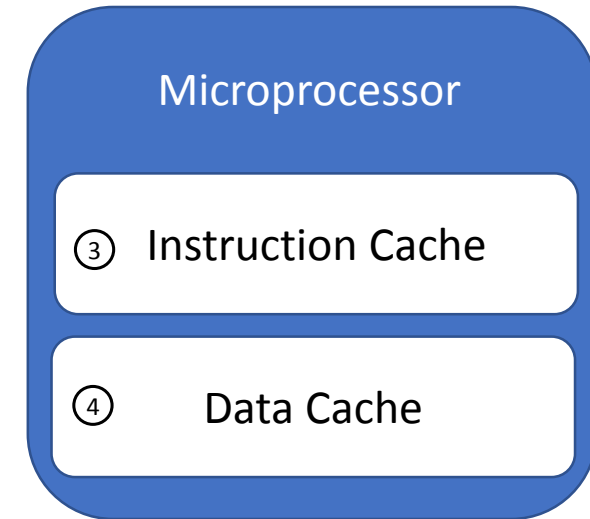 Microprocessor
③ Instruction Cache
④ Data Cache